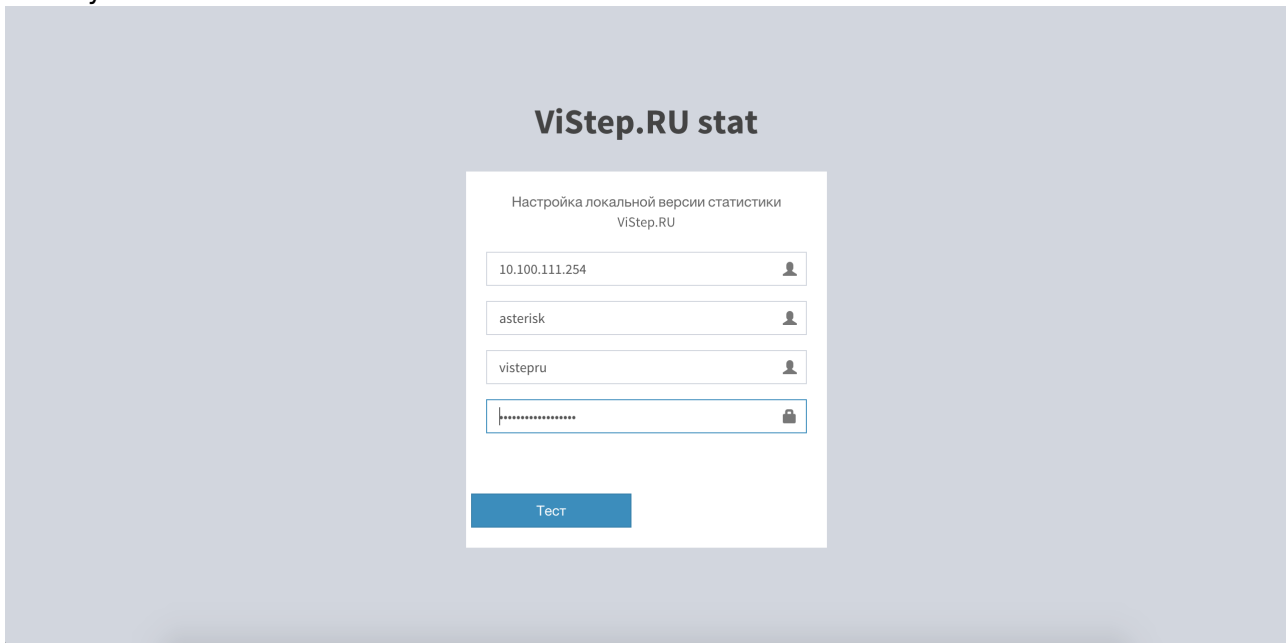 ViStep.RU stat
Настройка локальной версии статистики
ViStep.RU
10.100.111.254
asterisk
vistepru
••••••••••••••••••
Тест